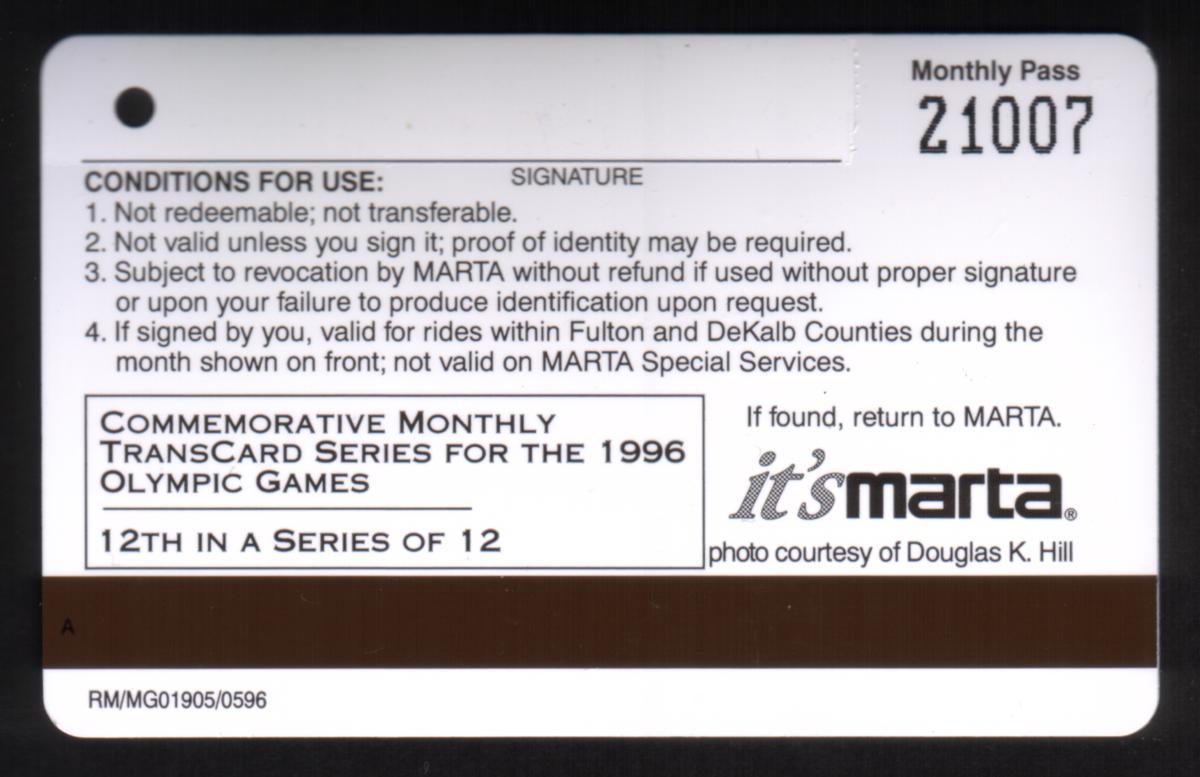 Monthly Pass
21007
SIGNATURE
CONDITIONS FOR USE:
1. Not redeemable; not transferable.
2. Not valid unless you sign it; proof of identity may be required.
3. Subject to revocation by MARTA without refund if used without proper signature
or upon your failure to produce identification upon request.
4. If signed by you, valid for rides within Fulton and DeKalb Counties during the
month shown on front; not valid on MARTA Special Services.
COMMEMORATIVE MONTHLY
TRANSCARD SERIES FOR THE 1996
OLYMPIC GAMES
12TH IN A SERIES OF 12
If found, return to MARTA.
it's marta®
photo courtesy of Douglas K. Hill
A
RM/MG01905/0596